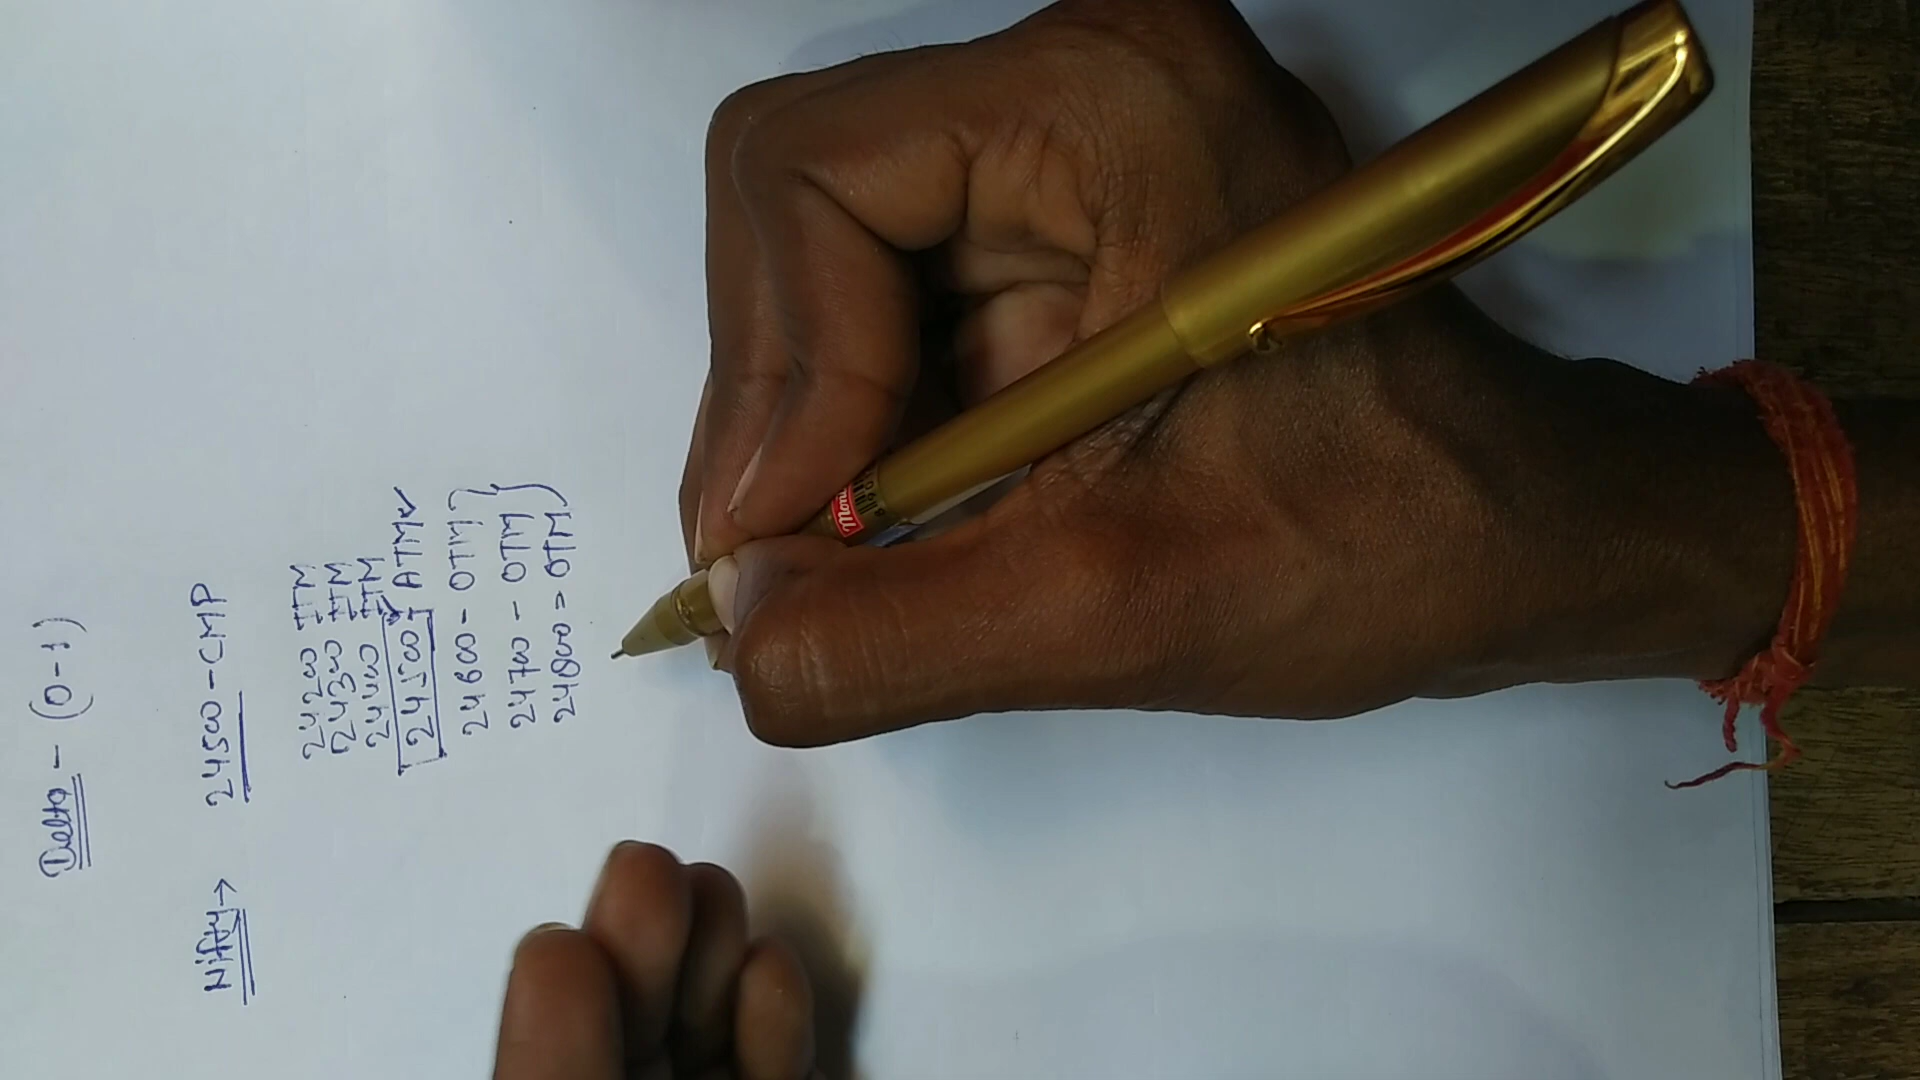 Delta - (0-1)
Nifty → 24500 - CMP
24200 ITM
24300 ITM
24400 ITM
24500 - ATM ✓
24600 - OTM
24700 - OTM
24800 = OTM